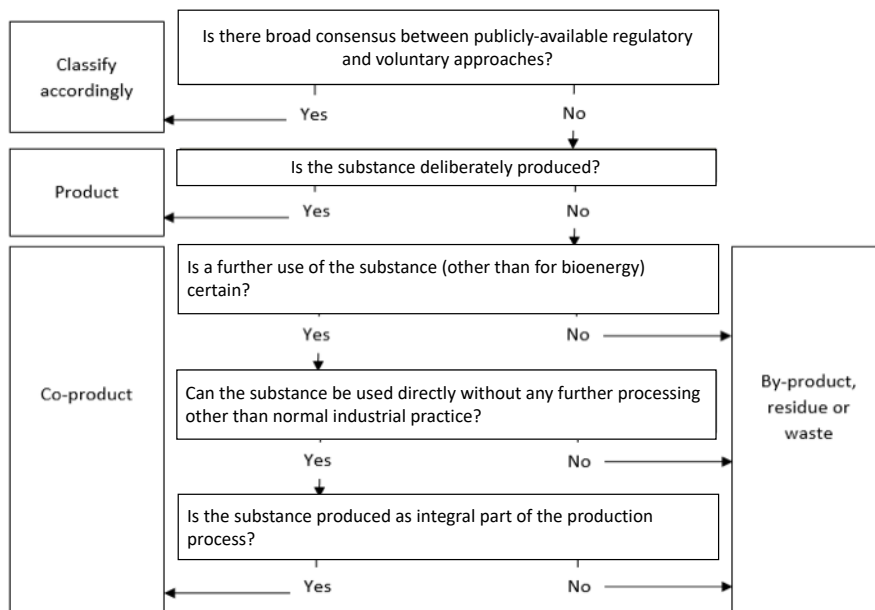 Is there broad consensus between publicly-available regulatory
and voluntary approaches?
Classify
accordingly
Yes
No
Is the substance deliberately produced?
Product
Yes
No
Is a further use of the substance (other than for bioenergy)
certain?
Yes
No
Co-product
Can the substance be used directly without any further processing
other than normal industrial practice?
By-product,
residue or
waste
Yes
No
Is the substance produced as integral part of the production
process?
Yes
No